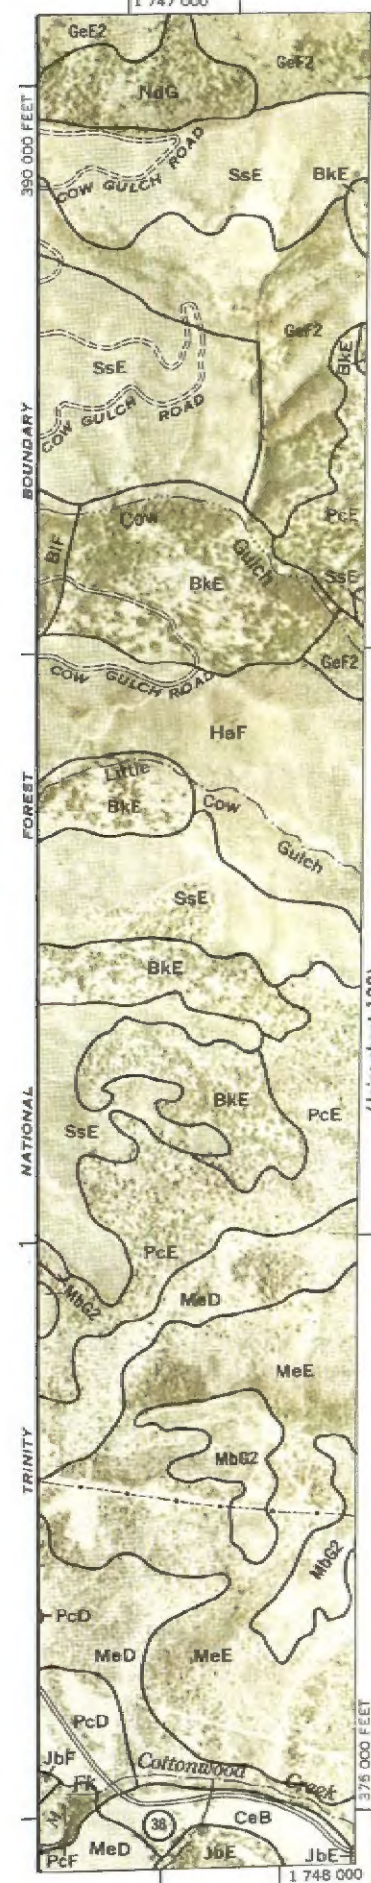 1 747 000
GeE2
GeF2
NdG
390 000 FEET
COW GULCH ROAD
SsE
BkE
GeF2
BkE
SsE
COW GULCH ROAD
BOUNDARY
Cow
PcE
BlF
Gulch
BkE
SsE
GeF2
COW GULCH ROAD
HaF
FOREST
Little
BkE
Cow
Gulch
SsE
BkE
BkE
PcE
SsE
NATIONAL
PcE
MbG2
MeD
MeE
MbG2
TRINITY
MbG2
PcD
MeD
MeE
PcD
375 000 FEET
JbF
Cottonwood
Creek
Fk
M
38
CeB
MeD
JbE
JbE
PcF
1 748 000